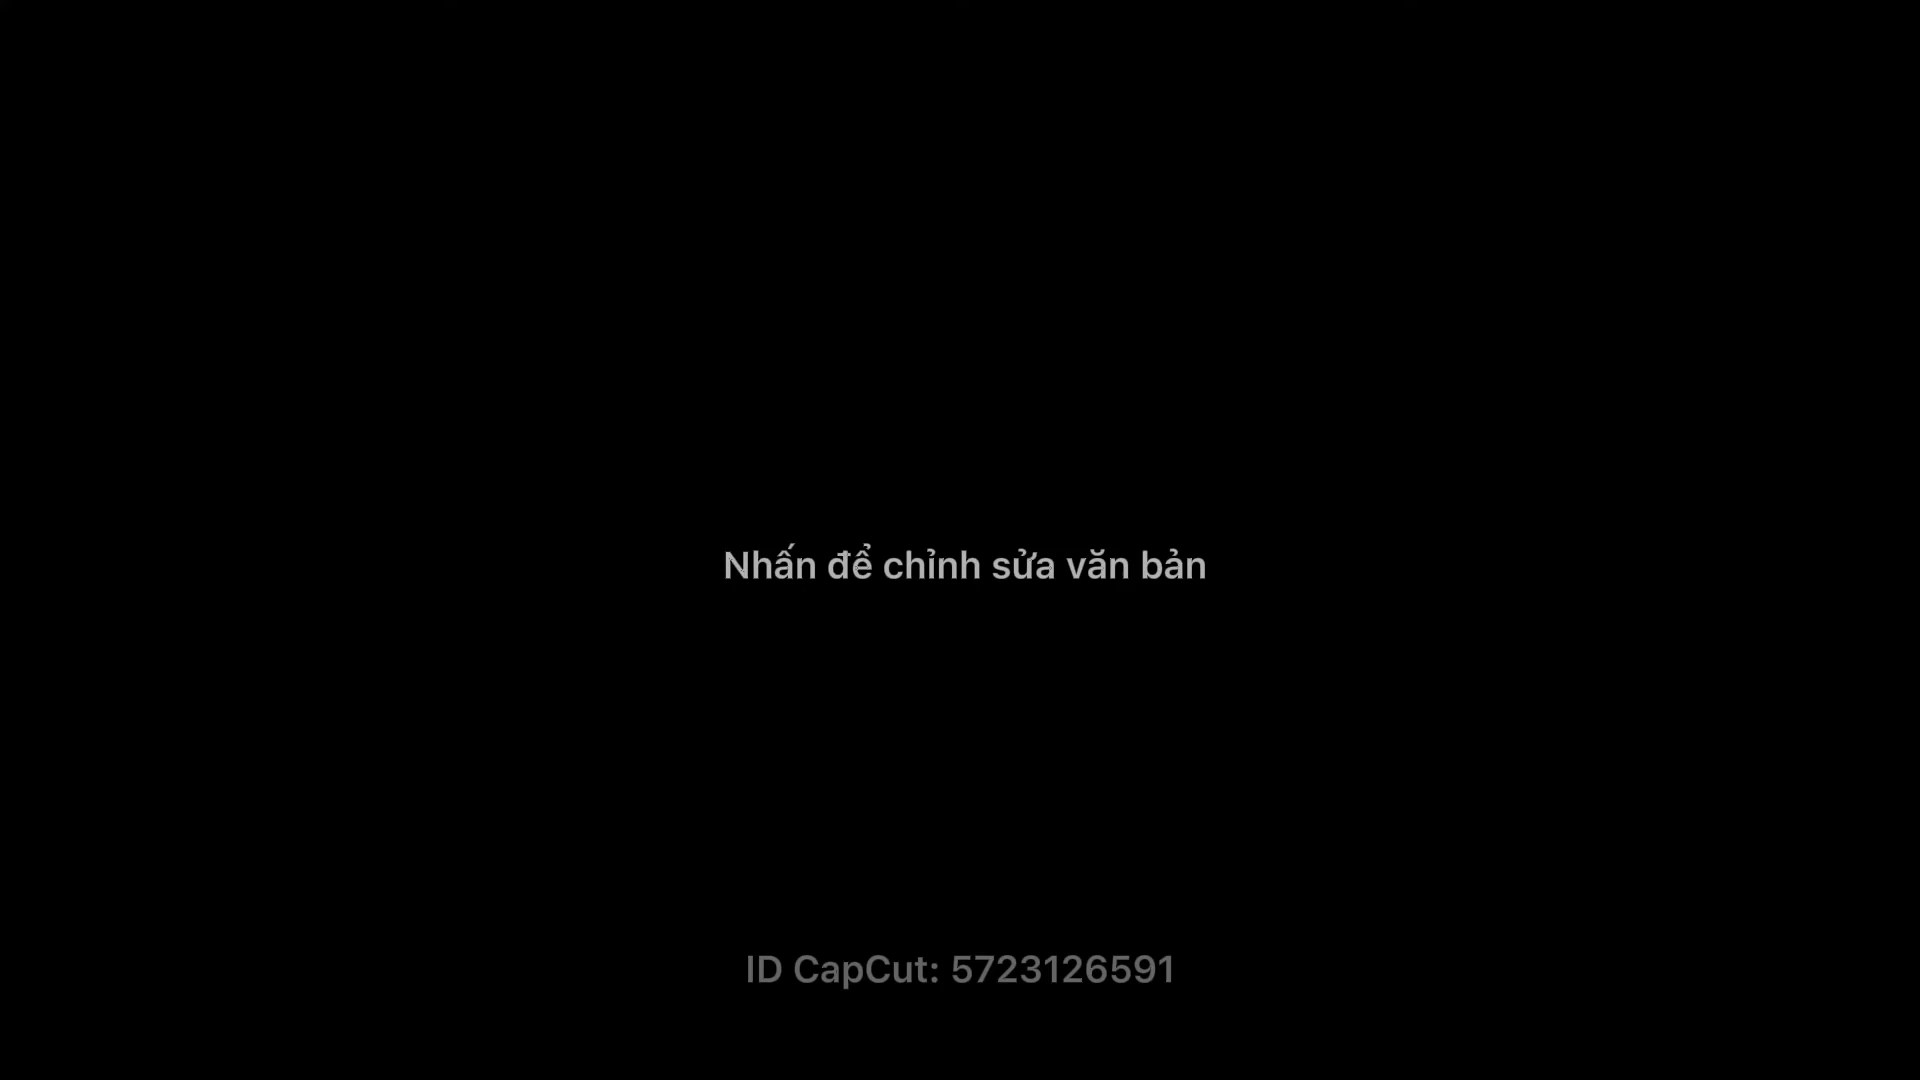 Nhấn để chỉnh sửa văn bản
ID CapCut: 5723126591